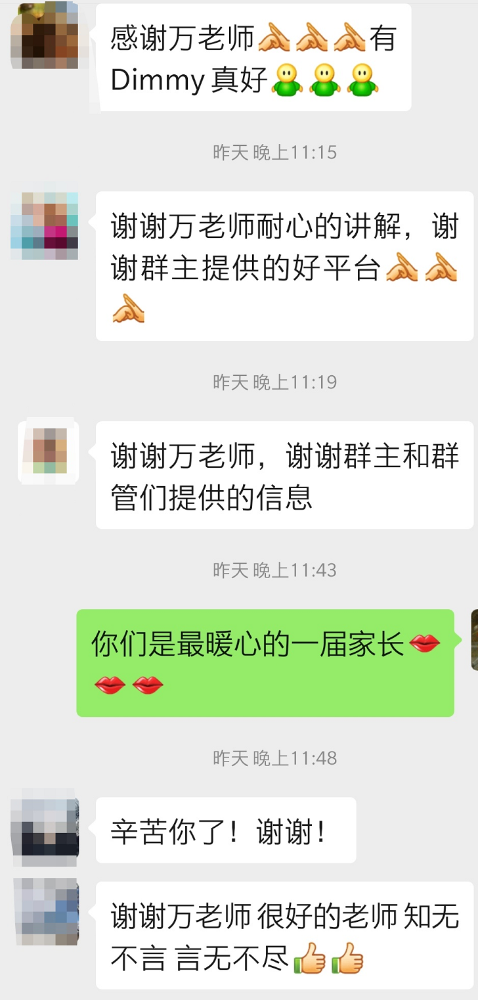 感谢万老师有
Dimmy 真好
昨天 晚上11:15
谢谢万老师耐心的讲解，谢
谢群主提供的好平台
昨天 晚上11:19
谢谢万老师，谢谢群主和群
管们提供的信息
昨天 晚上11:43
你们是最暖心的一届家长
昨天 晚上11:48
辛苦你了！谢谢！
谢谢万老师 很好的老师 知无
不言 言无不尽